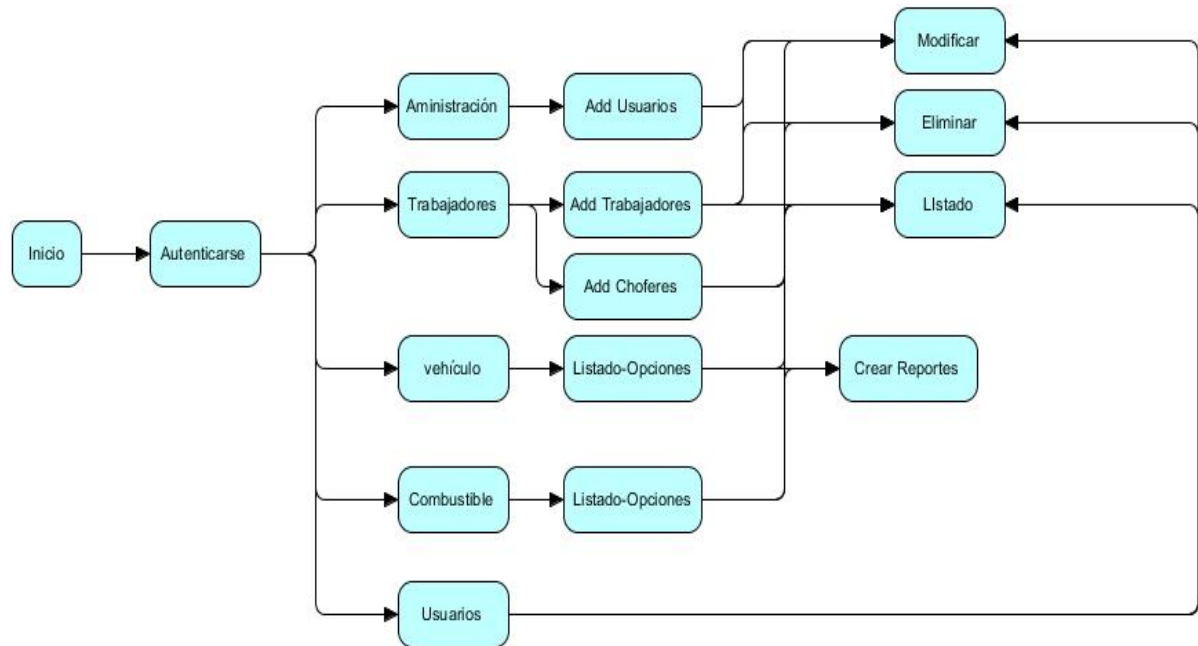 Modificar
Aministración
Add Usuarios
Eliminar
Trabajadores
Add Trabajadores
LIstado
Inicio
Autenticarse
Add Choferes
vehículo
Listado-Opciones
Crear Reportes
Combustible
Listado-Opciones
Usuarios